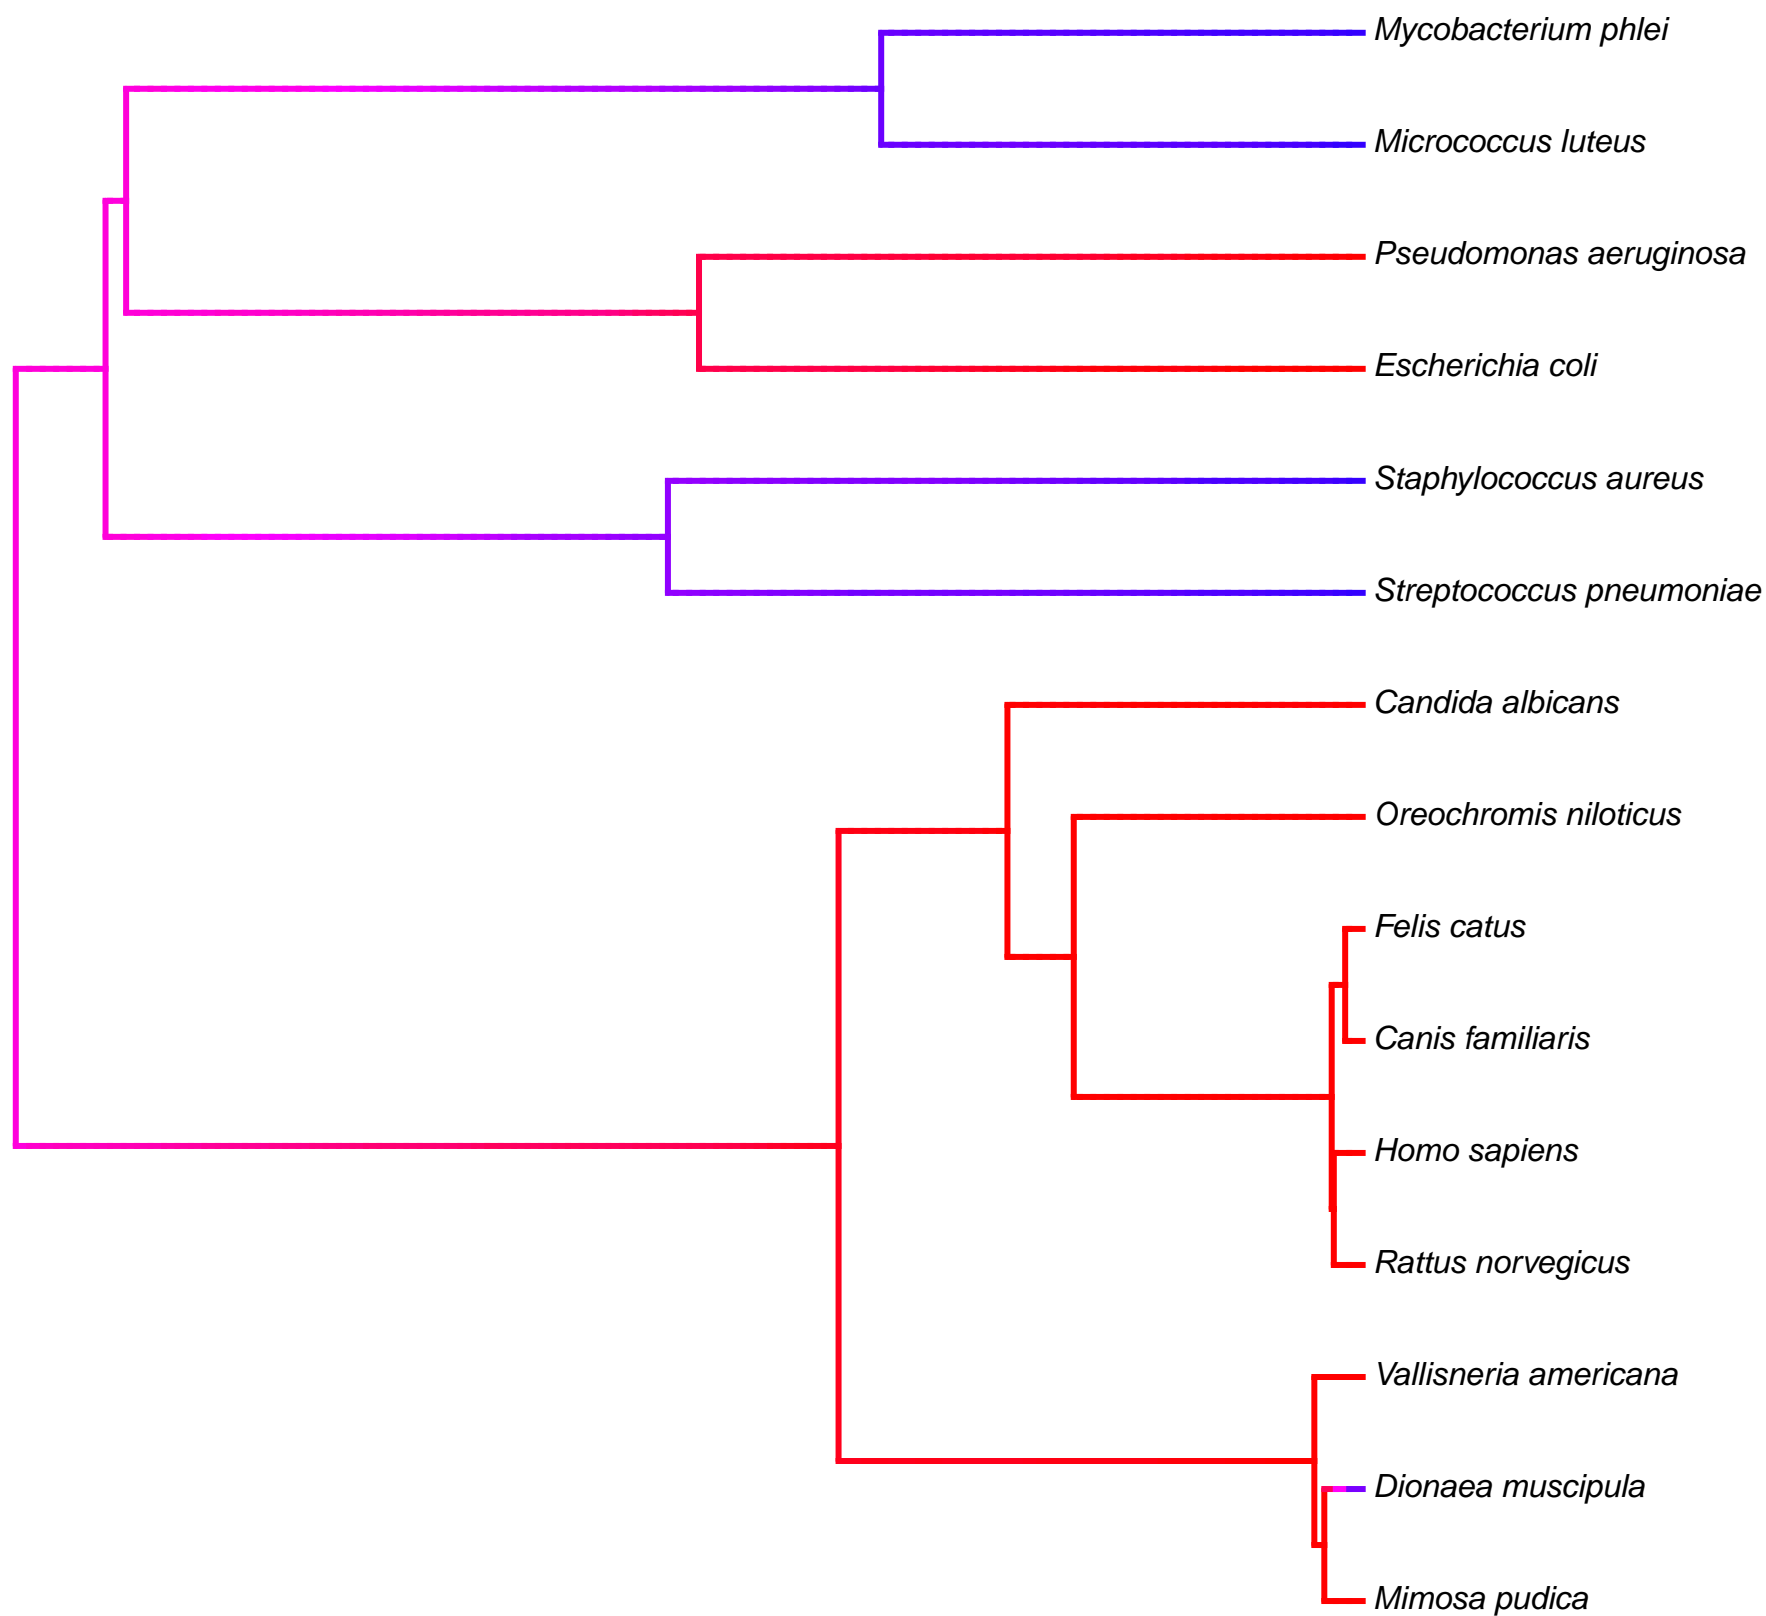 Mycobacterium phlei
Micrococcus luteus
Pseudomonas aeruginosa
Escherichia coli
Staphylococcus aureus
Streptococcus pneumoniae
Candida albicans
Oreochromis niloticus
Felis catus
Canis familiaris
Homo sapiens
Rattus norvegicus
Vallisneria americana
Dionaea muscipula
Mimosa pudica